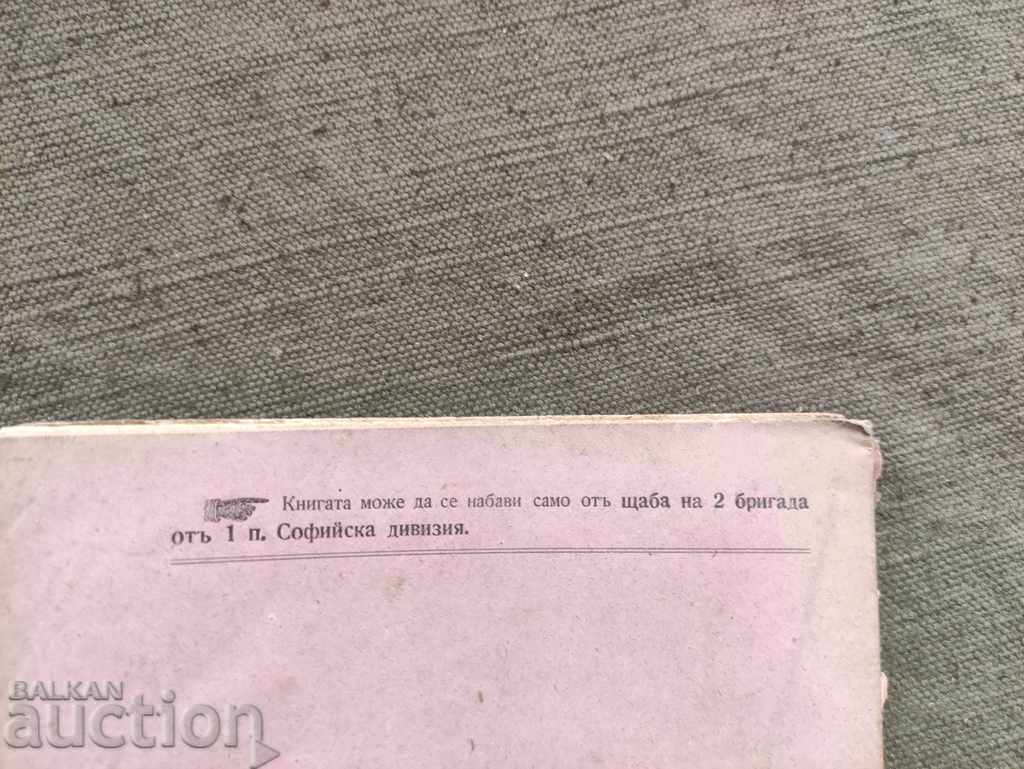 Книгата може да се набави само отъ щаба на 2 бригада
отъ 1 п. Софийска дивизия.
BALKAN
auction